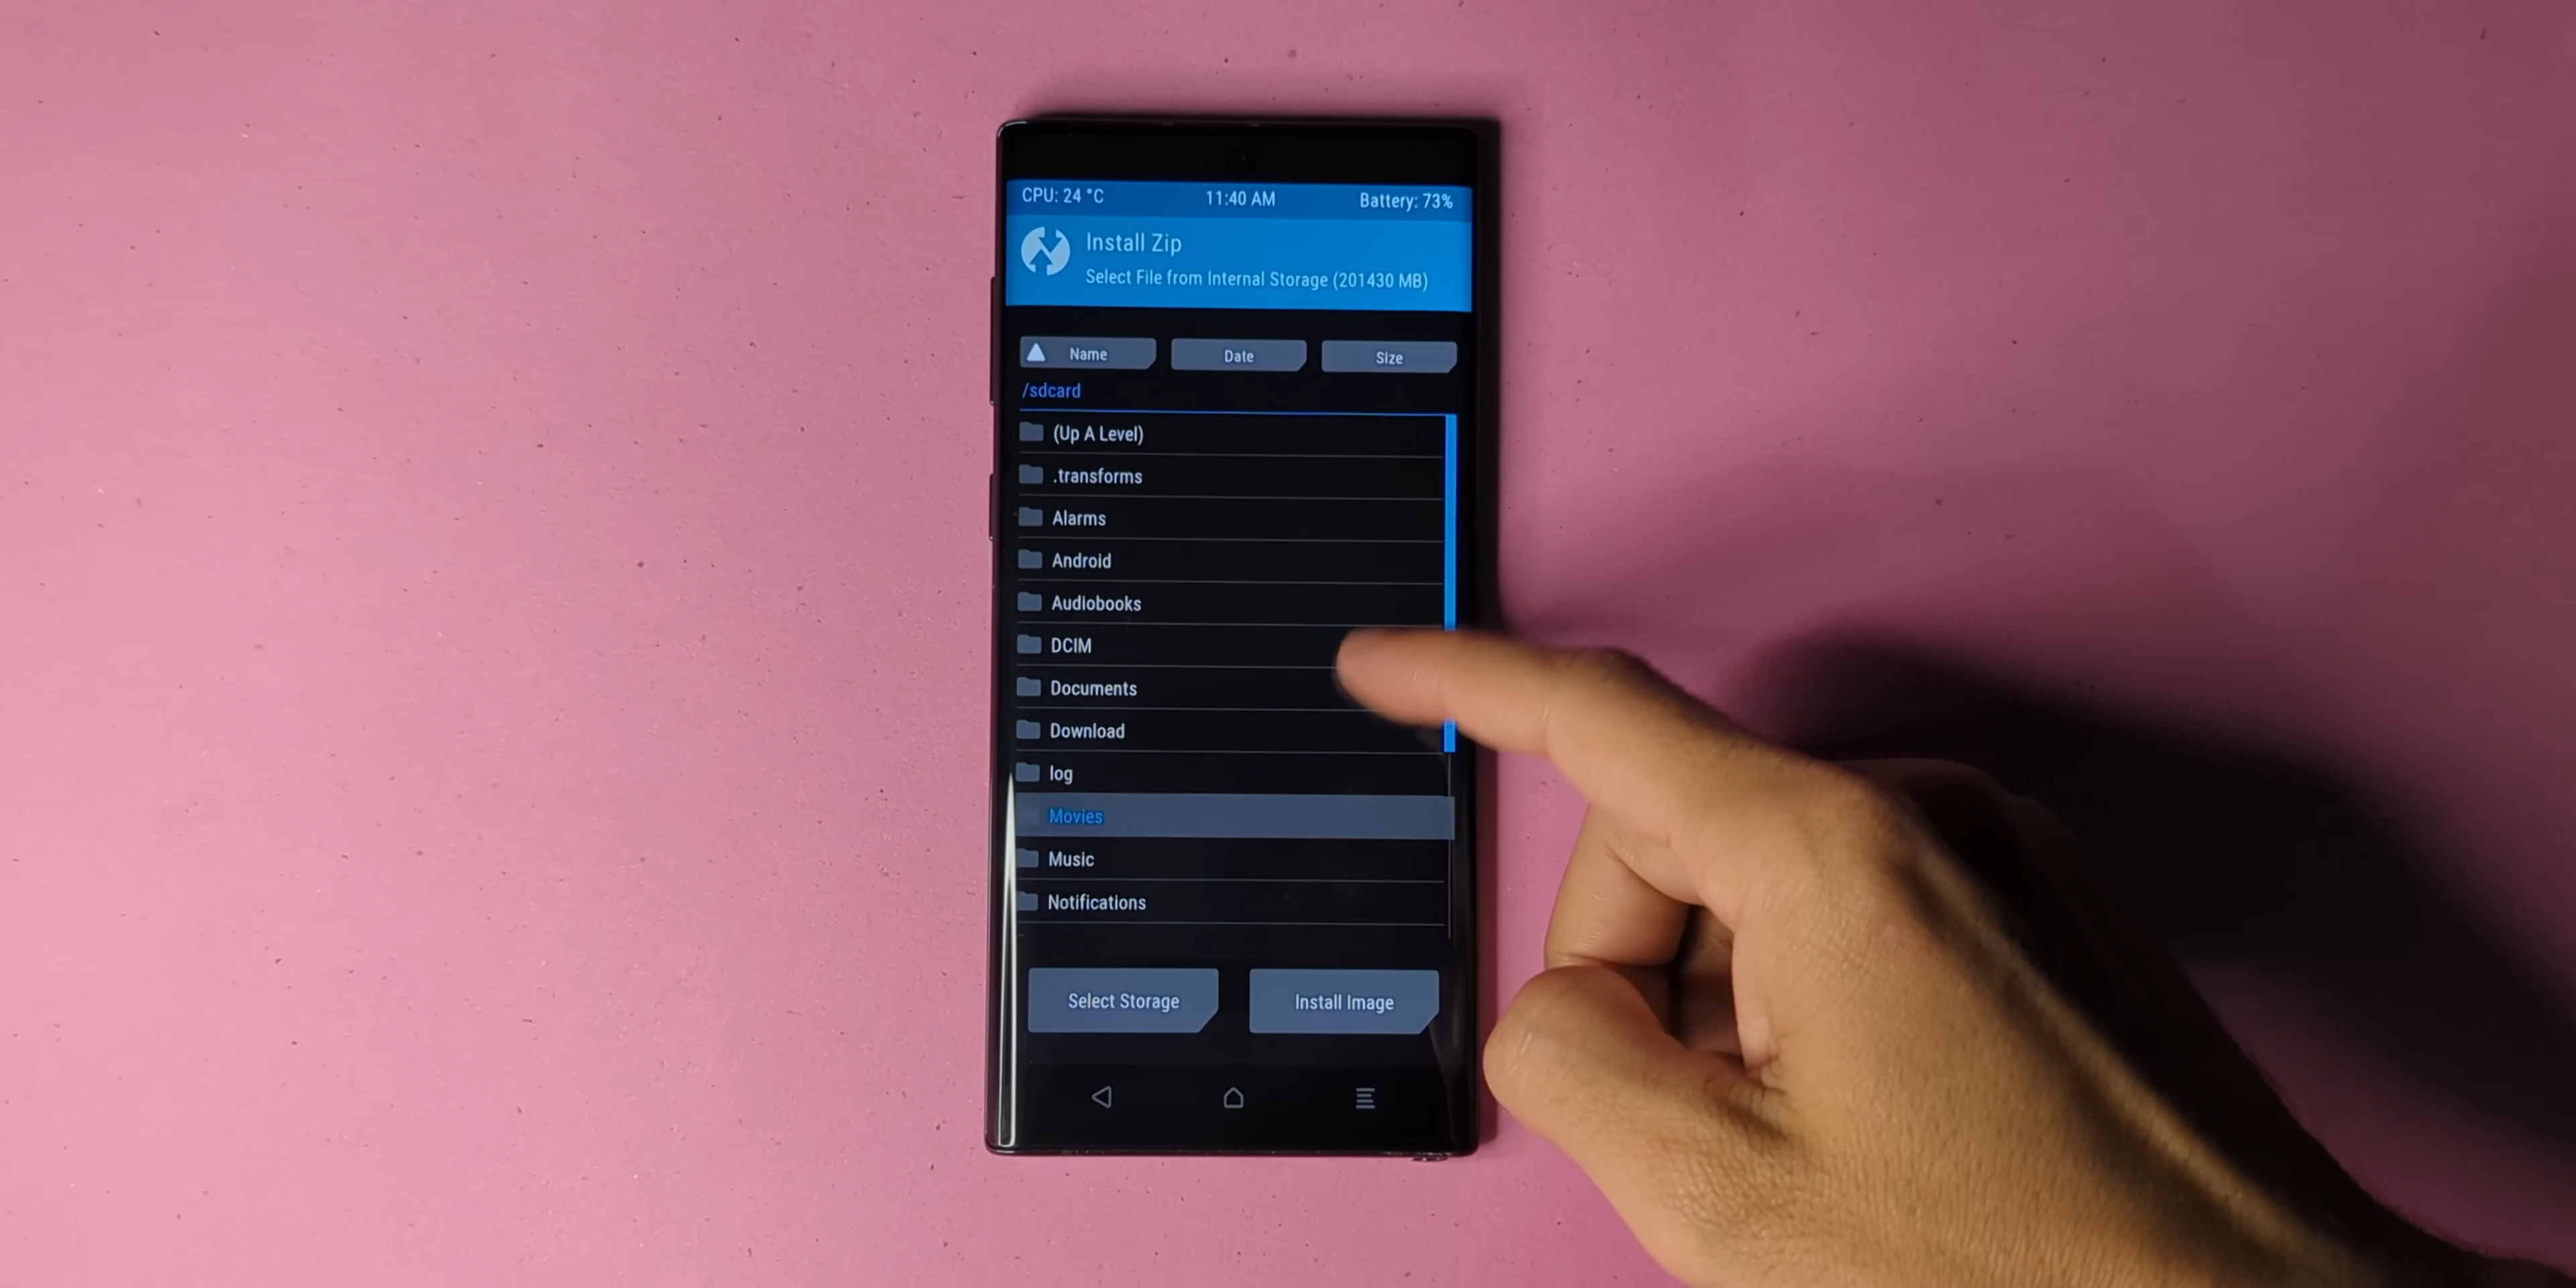 CPU: 24 °C 11:40 AM Battery: 73%
Install Zip
Select File from Internal Storage (201430 MB)
Name Date Size
/sdcard
(Up A Level)
.transforms
Alarms
Android
Audiobooks
DCIM
Documents
Download
log
Movies
Music
Notifications
Select Storage Install Image